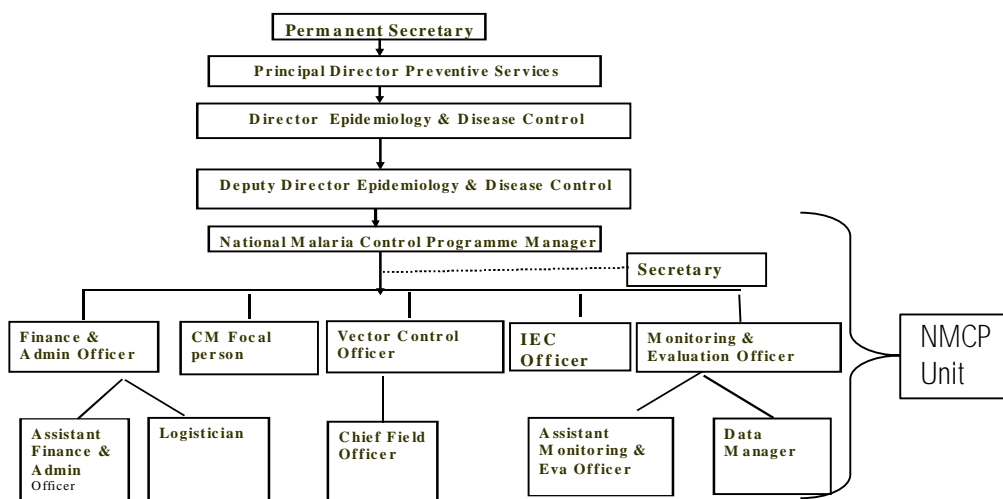 Permanent Secretary
Principal Director Preventive Services
Director Epidemiology & Disease Control
Deputy Director Epidemiology & Disease Control
National Malaria Control Programme Manager
Secretary
Finance &
Admin Officer
CM Focal
person
Vector Control
Officer
IEC
Officer
Monitoring &
Evaluation Officer
NMCP
Unit
Assistant
Finance &
Admin
Officer
Logistician
Chief Field
Officer
Assistant
Monitoring &
Eva Officer
Data
Manager